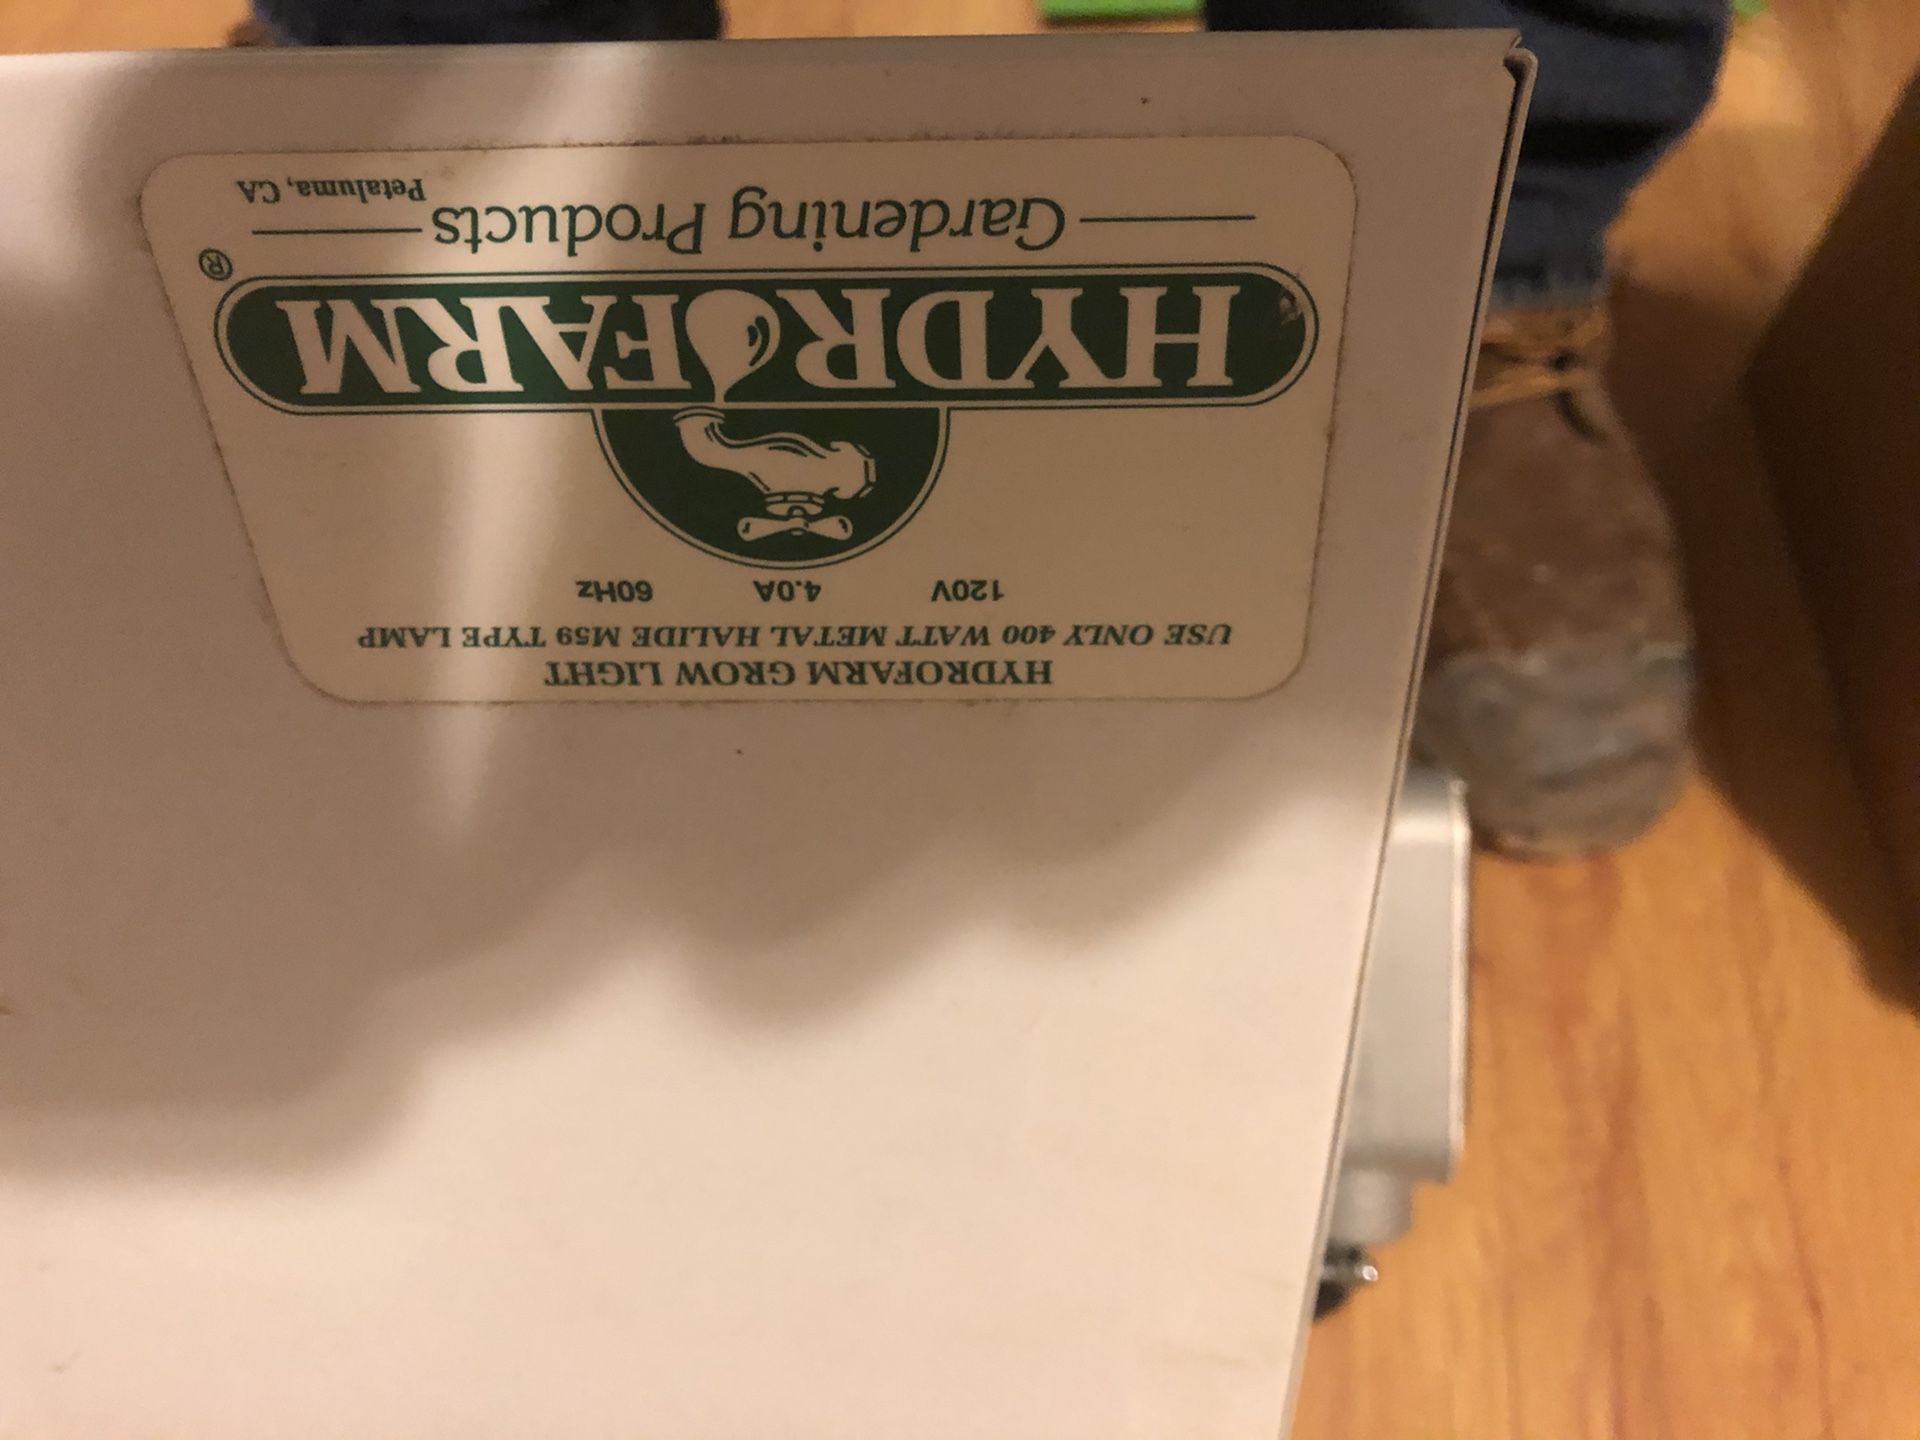 HYDROFARM GROW LIGHT
USE ONLY 400 WATT METAL HALIDE M59 TYPE LAMP
120V 4.0A 60Hz
HYDROFARM®
Gardening Products
Petaluma, CA